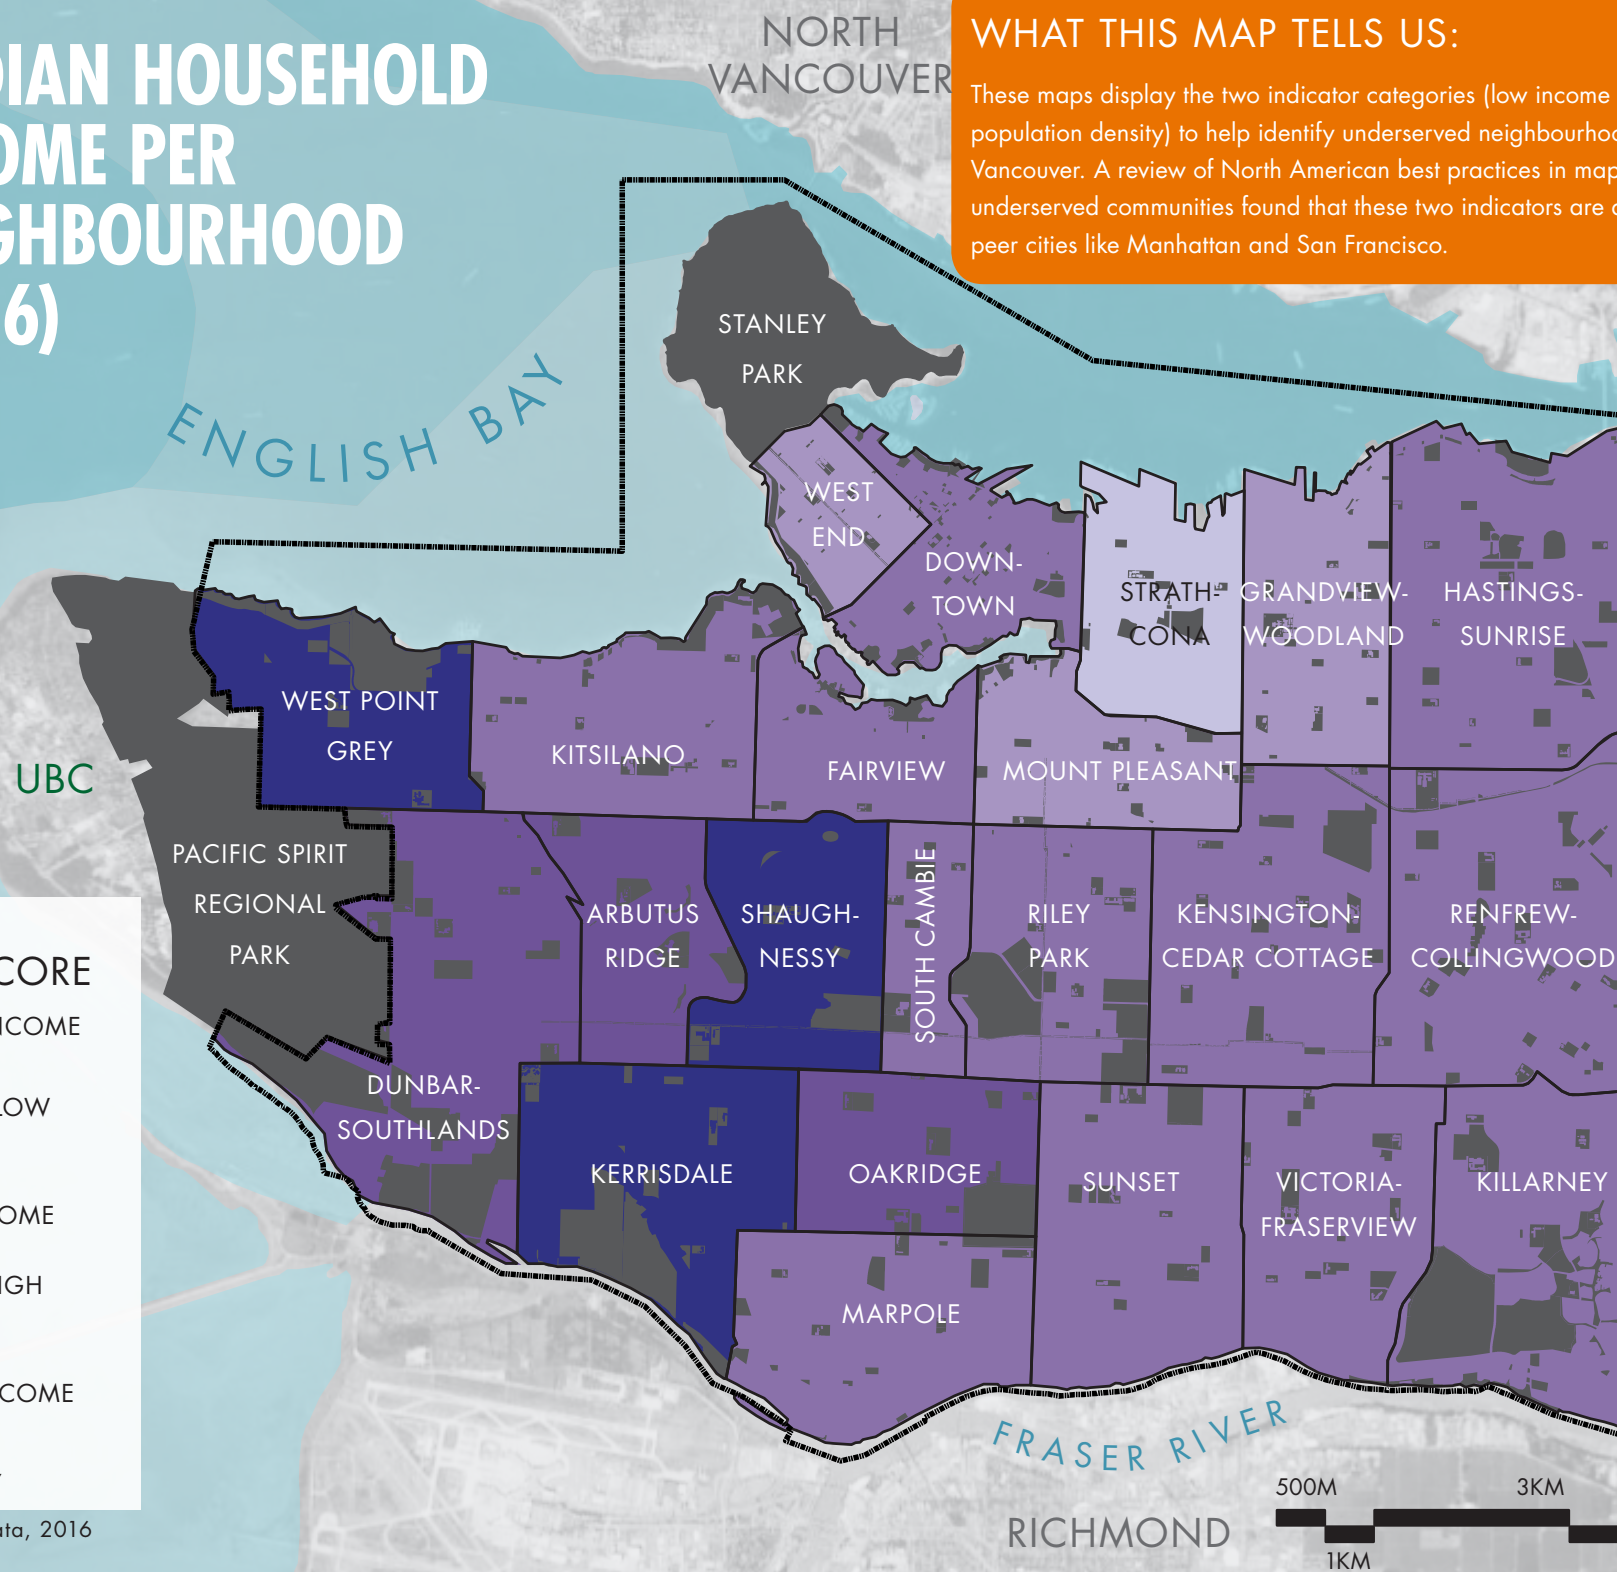 DIAN HOUSEHOLD
OME PER
GHBOURHOOD
6)
NORTH
VANCOUVER
WHAT THIS MAP TELLS US:
These maps display the two indicator categories (low income
population density) to help identify underserved neighbourhoo
Vancouver. A review of North American best practices in map
underserved communities found that these two indicators are
peer cities like Manhattan and San Francisco.
ENGLISH BAY
STANLEY
PARK
WEST
END
DOWN-
TOWN
STRATH-
CONA
GRANDVIEW-
WOODLAND
HASTINGS-
SUNRISE
WEST POINT
GREY
KITSILANO
FAIRVIEW
MOUNT PLEASANT
UBC
PACIFIC SPIRIT
REGIONAL
PARK
ARBUTUS
RIDGE
SHAUGH-
NESSY
SOUTH CAMBIE
RILEY
PARK
KENSINGTON-
CEDAR COTTAGE
RENFREW-
COLLINGWOOD
DUNBAR-
SOUTHLANDS
KERRISDALE
OAKRIDGE
SUNSET
VICTORIA-
FRASERVIEW
KILLARNEY
MARPOLE
CORE
NCOME
LOW
OME
IGH
COME
ata, 2016
FRASER RIVER
RICHMOND
500M
3KM
1KM